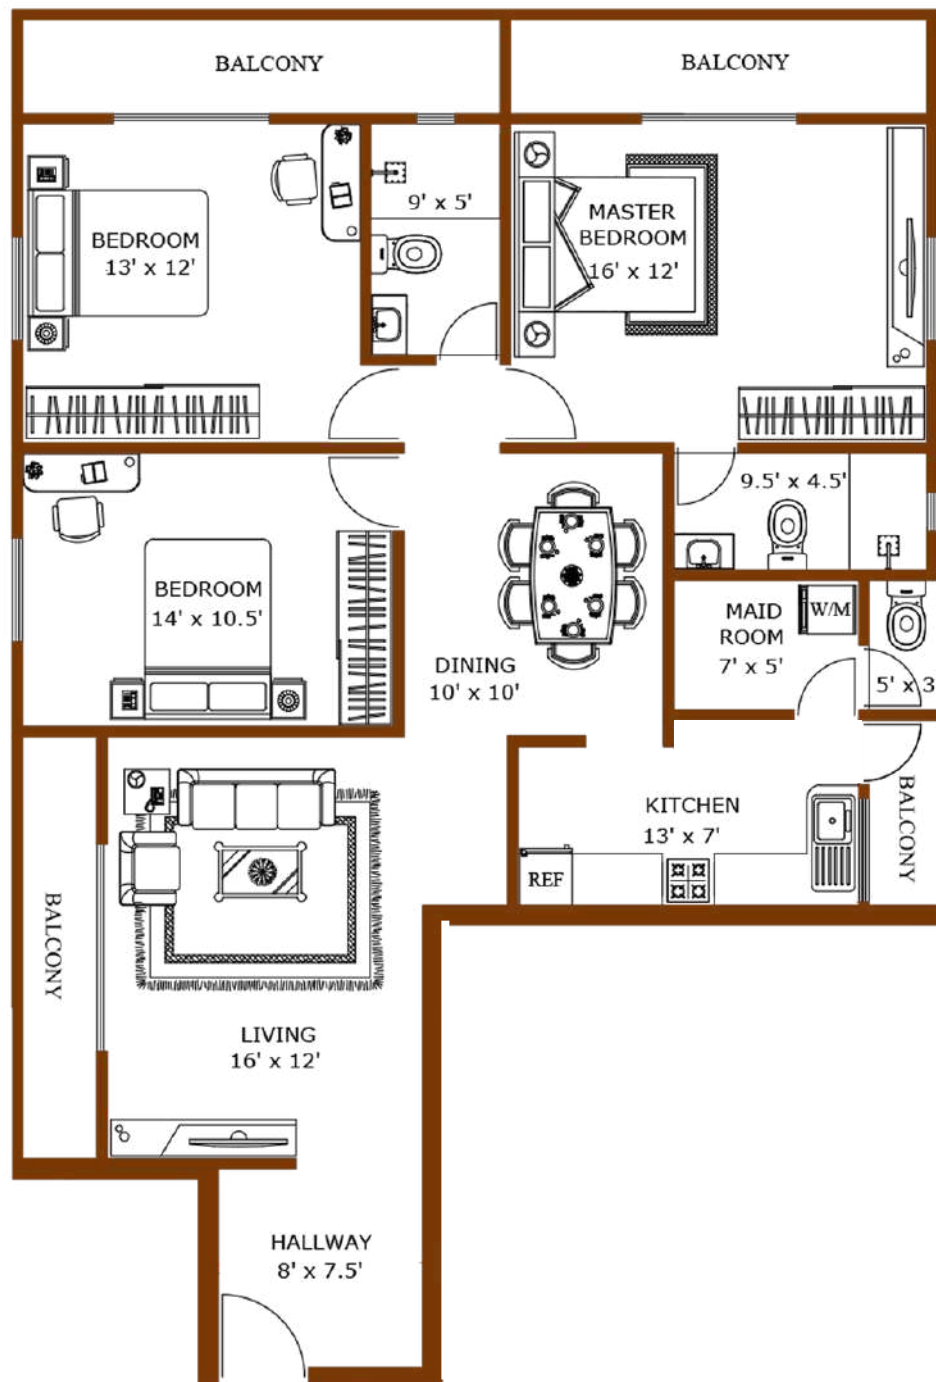 BALCONY
BALCONY
BEDROOM
13' x 12'
9' x 5'
MASTER
BEDROOM
16' x 12'
9.5' x 4.5'
BEDROOM
14' x 10.5'
MAID
ROOM
7' x 5'
W/M
5' x 3
DINING
10' x 10'
KITCHEN
13' x 7'
REF
BALCONY
BALCONY
LIVING
16' x 12'
HALLWAY
8' x 7.5'